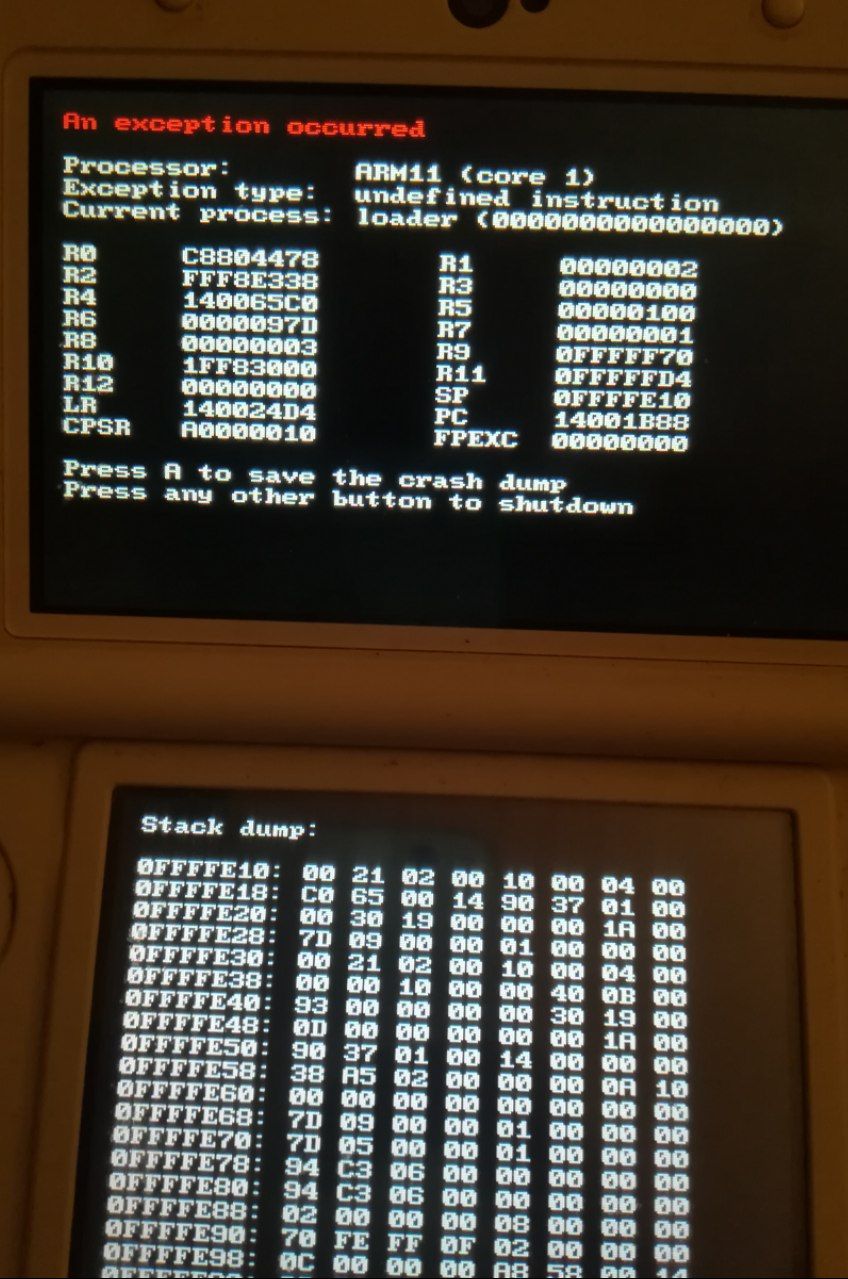 An exception occurred
Processor: ARM11 (core 1)
Exception type: undefined instruction
Current process: loader (0000000000000000)
R0 C8804478 R1 00000002
R2 FFF8E338 R3 00000000
R4 140065C0 R5 00000100
R6 0000097D R7 00000001
R8 00000003 R9 0FFFFF70
R10 1FF83000 R11 0FFFFFD4
R12 00000000 SP 0FFFFE10
LR 140024D4 PC 14001B88
CPSR A0000010 FPEXC 00000000
Press A to save the crash dump
Press any other button to shutdown
Stack dump:
0FFFFE10: 00 21 02 00 10 00 04 00
0FFFFE18: C0 65 00 14 90 37 01 00
0FFFFE20: 00 30 19 00 00 00 1A 00
0FFFFE28: 7D 09 00 00 01 00 00 00
0FFFFE30: 00 21 02 00 10 00 04 00
0FFFFE38: 00 00 10 00 00 40 0B 00
0FFFFE40: 93 00 00 00 00 30 19 00
0FFFFE48: 0D 00 00 00 00 00 1A 00
0FFFFE50: 90 37 01 00 14 00 00 00
0FFFFE58: 38 A5 02 00 00 00 0A 10
0FFFFE60: 00 00 00 00 00 00 00 00
0FFFFE68: 7D 09 00 00 01 00 00 00
0FFFFE70: 7D 05 00 00 01 00 00 00
0FFFFE78: 94 C3 06 00 00 00 00 00
0FFFFE80: 94 C3 06 00 00 00 00 00
0FFFFE88: 02 00 00 00 08 00 00 00
0FFFFE90: 70 FE FF 0F 02 00 00 00
0FFFFE98: 0C 00 00 00 A8 58 00 14